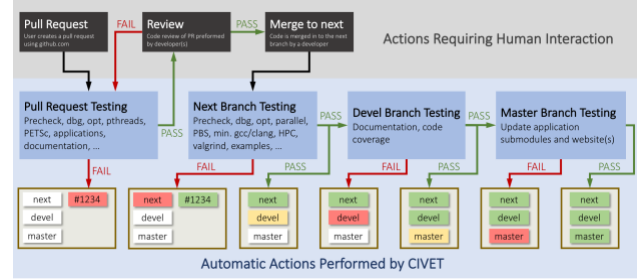 Pull Request
User creates a pull request
using github.com
Review
Code review of PR preformed
by developer(s)
Merge to next
Code is merged in to the next
branch by a developer
FAIL
PASS
Actions Requiring Human Interaction
Pull Request Testing
Precheck, dbg, opt, pthreads,
PETSc, applications,
documentation, ...
PASS
Next Branch Testing
Precheck, dbg, opt, parallel,
PBS, min. gcc/clang, HPC,
valgrind, examples, ...
PASS
Devel Branch Testing
Documentation, code
coverage
PASS
Master Branch Testing
Update application
submodules and website(s)
FAIL
FAIL
PASS
FAIL
PASS
FAIL
PASS
next
#1234
devel
master
next
#1234
devel
master
next
devel
master
next
devel
master
next
devel
master
next
devel
master
next
devel
master
Automatic Actions Performed by CIVET